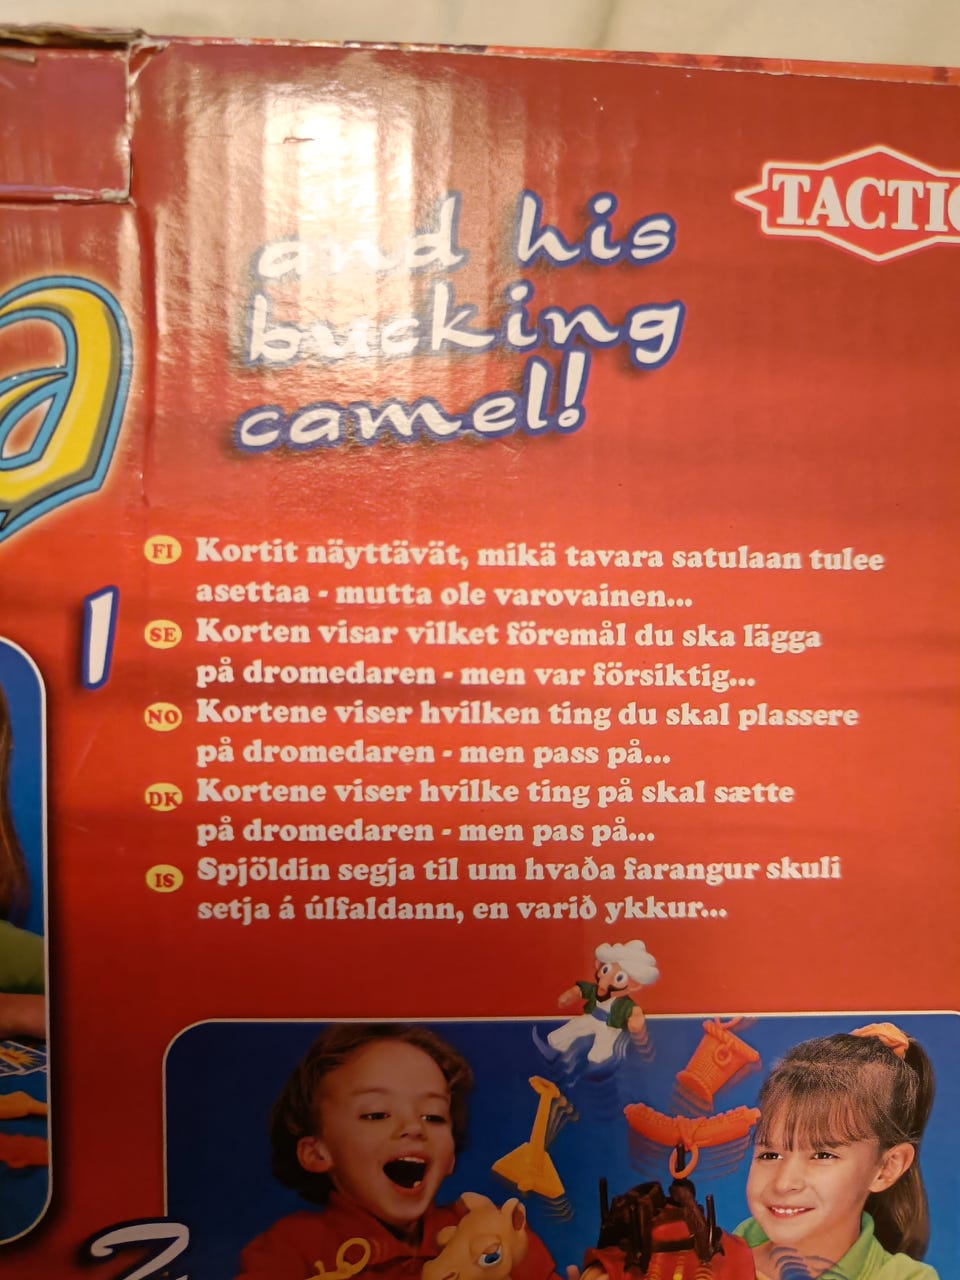 TACTIC
and his
bucking
camel!
a
1
FI Kortit näyttävät, mikä tavara satulaan tulee
asettaa - mutta ole varovainen...
SE Korten visar vilket föremål du ska lägga
på dromedaren - men var försiktig...
NO Kortene viser hvilken ting du skal plassere
på dromedaren - men pass på...
DK Kortene viser hvilke ting på skal sætte
på dromedaren - men pas på...
IS Spjöldin segja til um hvaða farangur skuli
setja á úlfaldann, en varið ykkur...
2